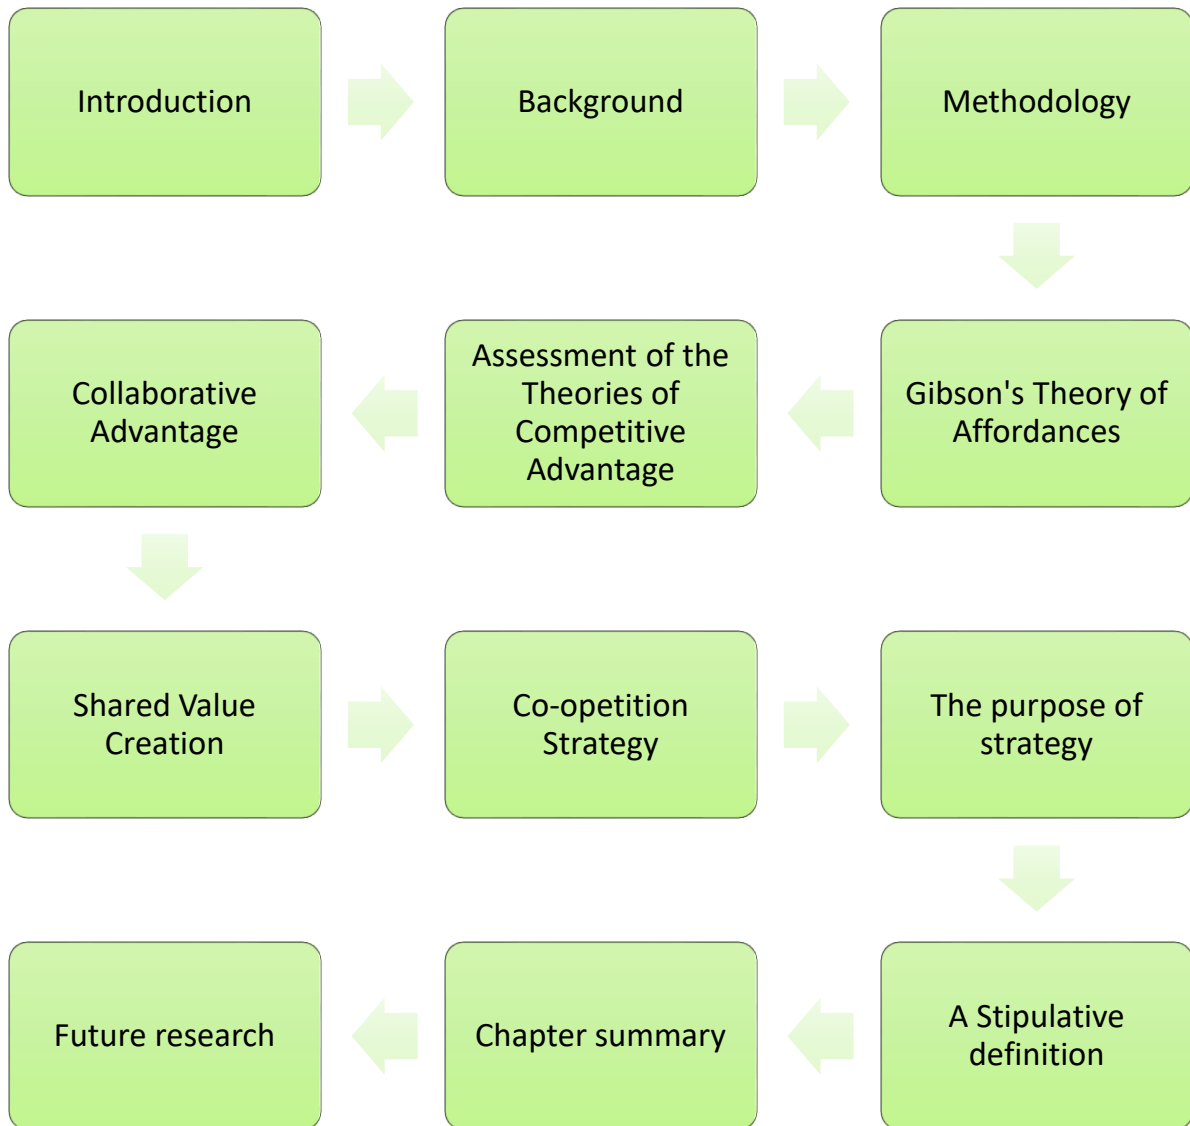 Introduction
Background
Methodology
Gibson's Theory of
Affordances
Assessment of the
Theories of
Competitive
Advantage
Collaborative
Advantage
Shared Value
Creation
Co-opetition
Strategy
The purpose of
strategy
A Stipulative
definition
Chapter summary
Future research